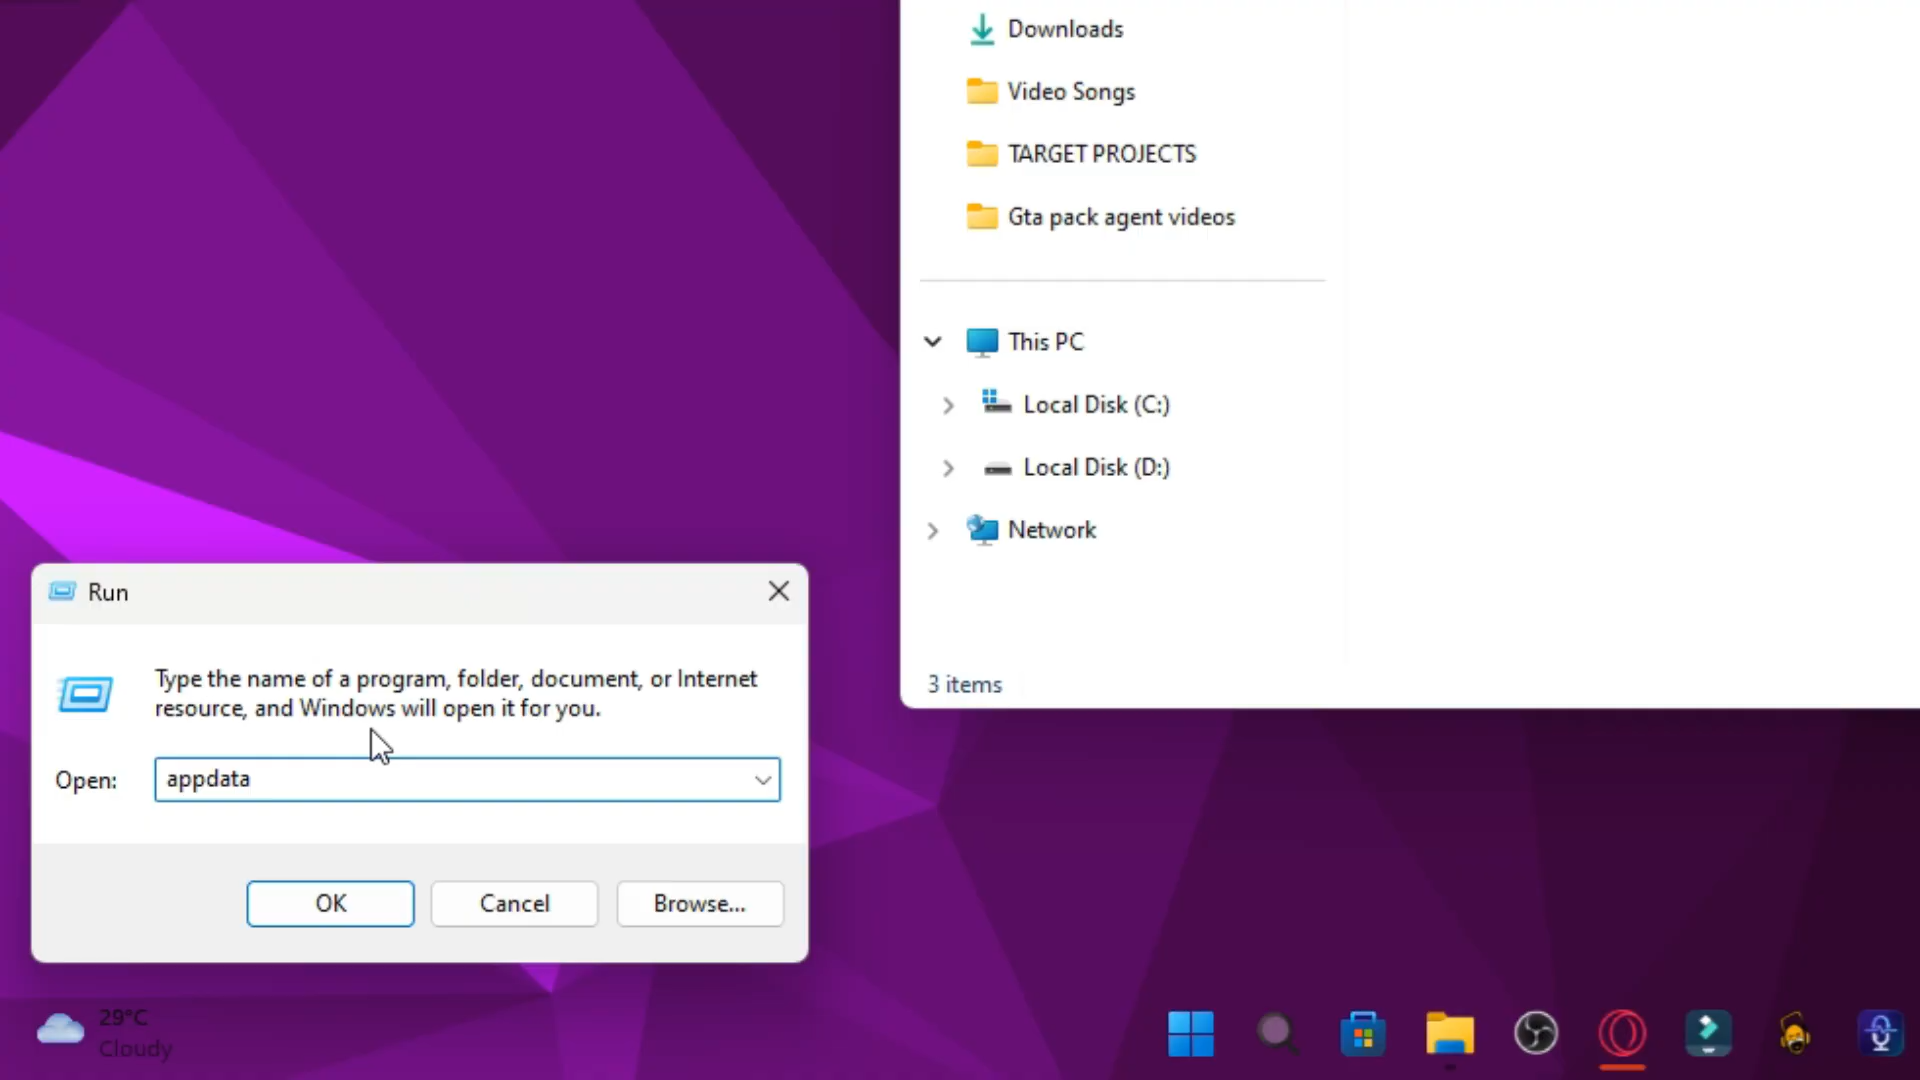 Downloads
Video Songs
TARGET PROJECTS
Gta pack agent videos
This PC
Local Disk (C:)
Local Disk (D:)
Network
3 items
Run
Type the name of a program, folder, document, or Internet
resource, and Windows will open it for you.
Open:
appdata
OK
Cancel
Browse...
29°C
Cloudy